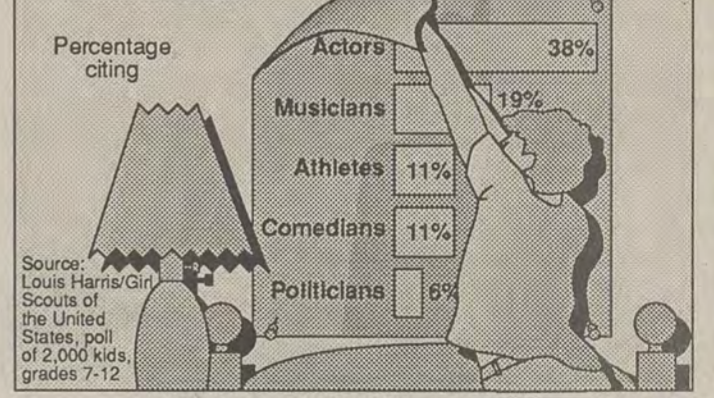 Percentage
citing
Actors 38%
Musicians 19%
Athletes 11%
Comedians 11%
Politicians 6%
Source:
Louis Harris/Girl
Scouts of
the United
States, poll
of 2,000 kids,
grades 7-12